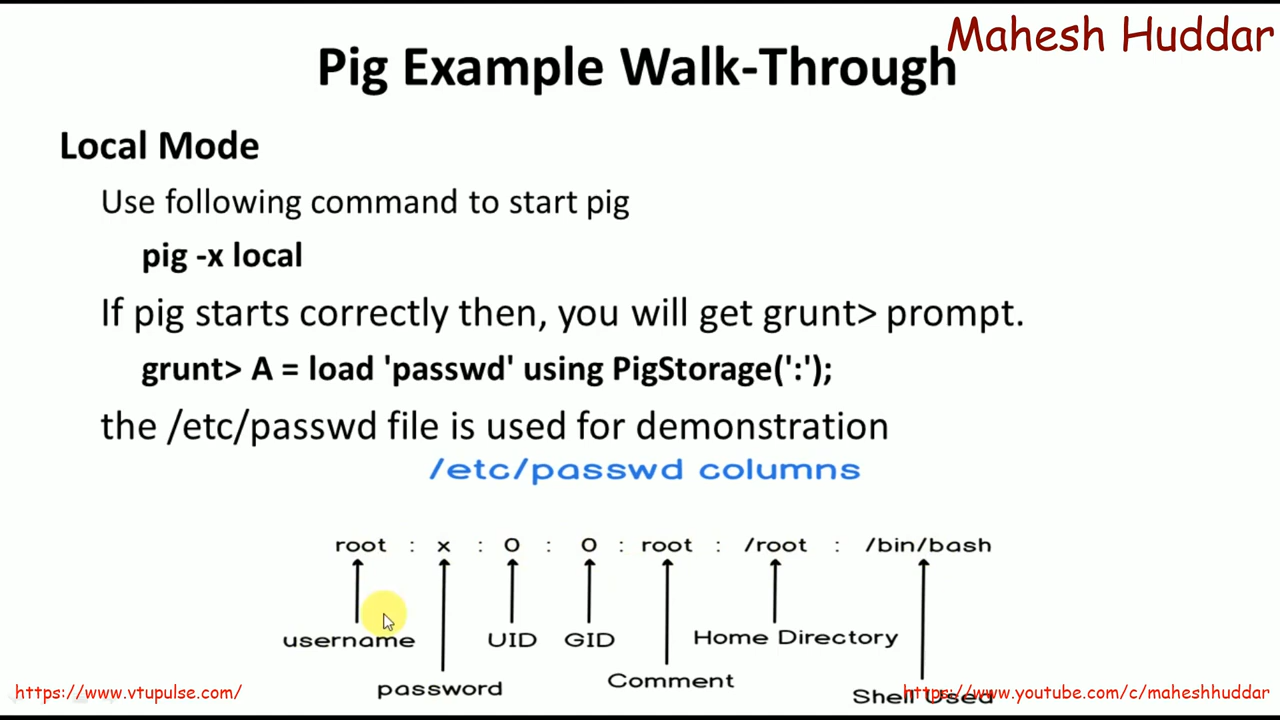 Mahesh Huddar
Pig Example Walk-Through
Local Mode
Use following command to start pig
pig -x local
If pig starts correctly then, you will get grunt> prompt.
grunt> A = load 'passwd' using PigStorage(':');
the /etc/passwd file is used for demonstration
/etc/passwd columns
root : x : 0 : 0 : root : /root : /bin/bash
username UID GID Home Directory
password Comment Shell Used
https://www.vtupulse.com/ https://www.youtube.com/c/maheshhuddar